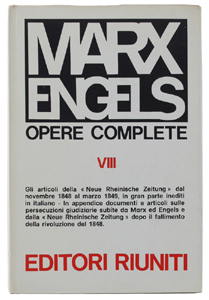 MARX
ENGELS
OPERE COMPLETE
VIII
Gli articoli della « Neue Rheinische Zeitung » dal
novembre 1848 al marzo 1849, in gran parte inediti
in italiano - In appendice documenti e articoli sulle
persecuzioni giudiziarie subite da Marx ed Engels e
dalla « Neue Rheinische Zeitung » dopo il fallimento
della rivoluzione del 1848.
EDITORI RIUNITI